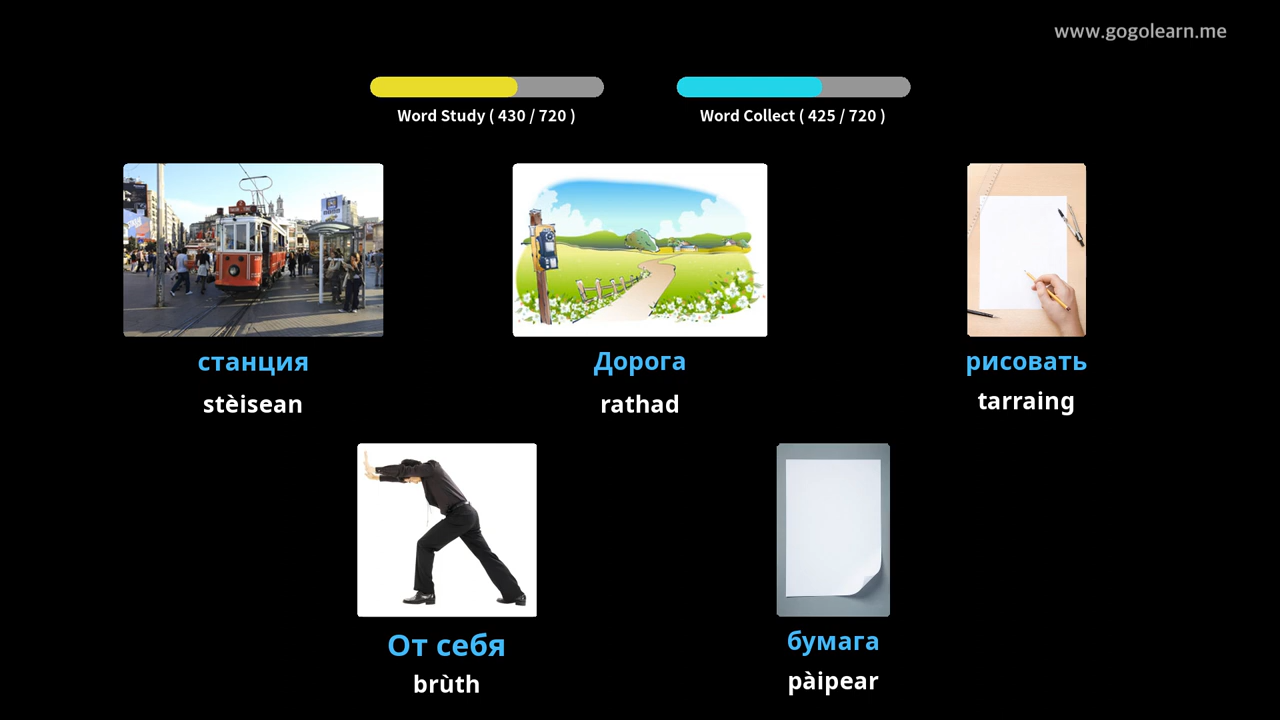 www.gogolearn.me
Word Study ( 430 / 720 )
Word Collect ( 425 / 720 )
станция
Дорога
рисовать
stèisean
rathad
tarraing
От себя
бумага
brùth
pàipear